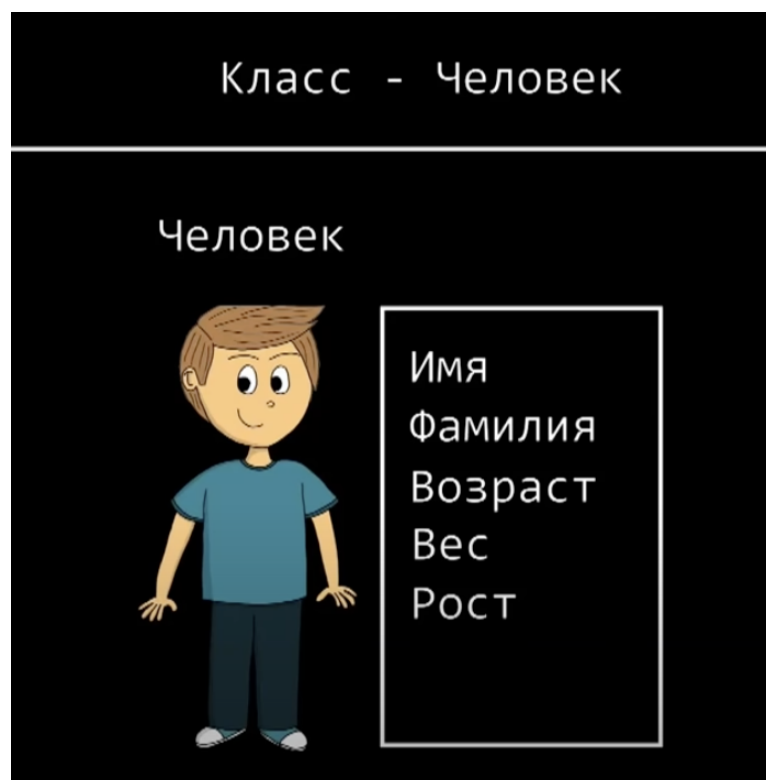 Класс - Человек
Человек
Имя
Фамилия
Возраст
Вес
Рост